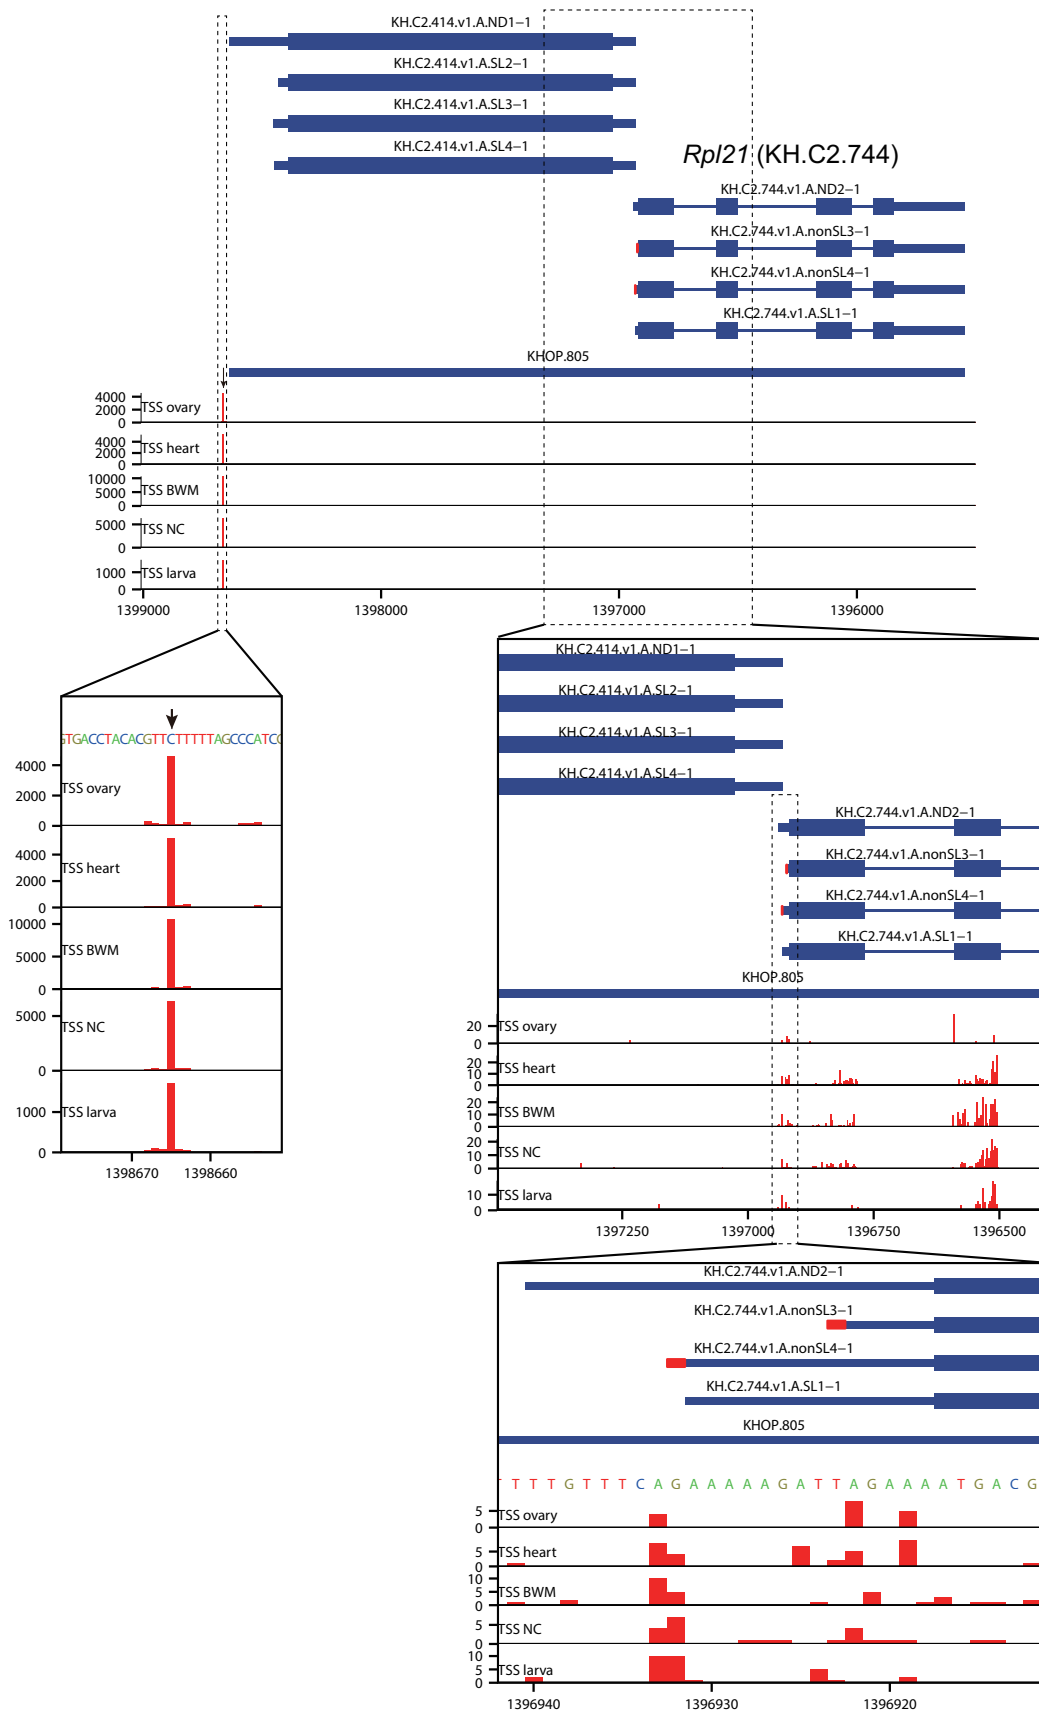 KH.C2.414.v1.A.ND1−1
KH.C2.414.v1.A.SL2−1
KH.C2.414.v1.A.SL3−1
KH.C2.414.v1.A.SL4−1
Rpl21 (KH.C2.744)
KH.C2.744.v1.A.ND2−1
KH.C2.744.v1.A.nonSL3−1
KH.C2.744.v1.A.nonSL4−1
KH.C2.744.v1.A.SL1−1
KHOP.805
4000
2000
0
TSS ovary
4000
2000
0
TSS heart
10000
5000
0
TSS BWM
5000
0
TSS NC
1000
0
TSS larva
1399000 1398000 1397000 1396000
GTGACCTACACGTTCTTTTTAGCCCATCG
4000
2000
0
TSS ovary
4000
2000
0
TSS heart
10000
5000
0
TSS BWM
5000
0
TSS NC
1000
0
TSS larva
1398670 1398660
KH.C2.414.v1.A.ND1−1
KH.C2.414.v1.A.SL2−1
KH.C2.414.v1.A.SL3−1
KH.C2.414.v1.A.SL4−1
KH.C2.744.v1.A.ND2−1
KH.C2.744.v1.A.nonSL3−1
KH.C2.744.v1.A.nonSL4−1
KH.C2.744.v1.A.SL1−1
KHOP.805
20
0
TSS ovary
20
10
0
TSS heart
20
10
0
TSS BWM
20
10
0
TSS NC
10
0
TSS larva
1397250 1397000 1396750 1396500
KH.C2.744.v1.A.ND2−1
KH.C2.744.v1.A.nonSL3−1
KH.C2.744.v1.A.nonSL4−1
KH.C2.744.v1.A.SL1−1
KHOP.805
T T T G T T T C A G A A A A A G A T T A G A A A A T G A C G
5
0
TSS ovary
5
0
TSS heart
10
5
0
TSS BWM
5
0
TSS NC
10
5
0
TSS larva
1396940 1396930 1396920